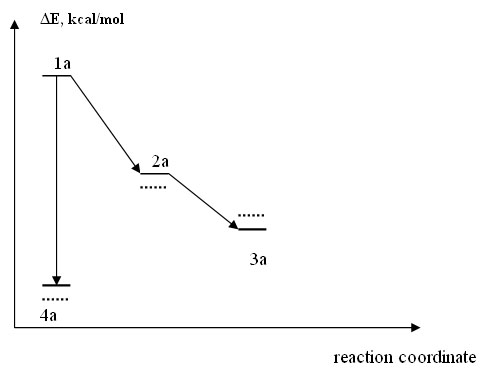 ΔE, kcal/mol
1a
2a
3a
4a
reaction coordinate